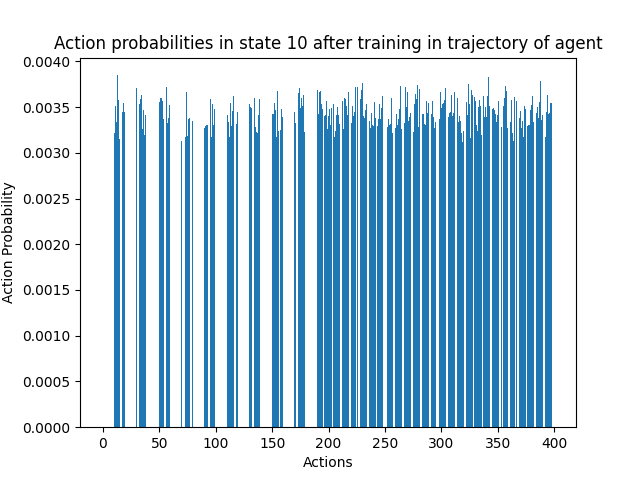 Action probabilities in state 10 after training in trajectory of agent
0.0040
0.0035
0.0030
0.0025
0.0020
0.0015
0.0010
0.0005
0.0000
Action Probability
0 50 100 150 200 250 300 350 400
Actions